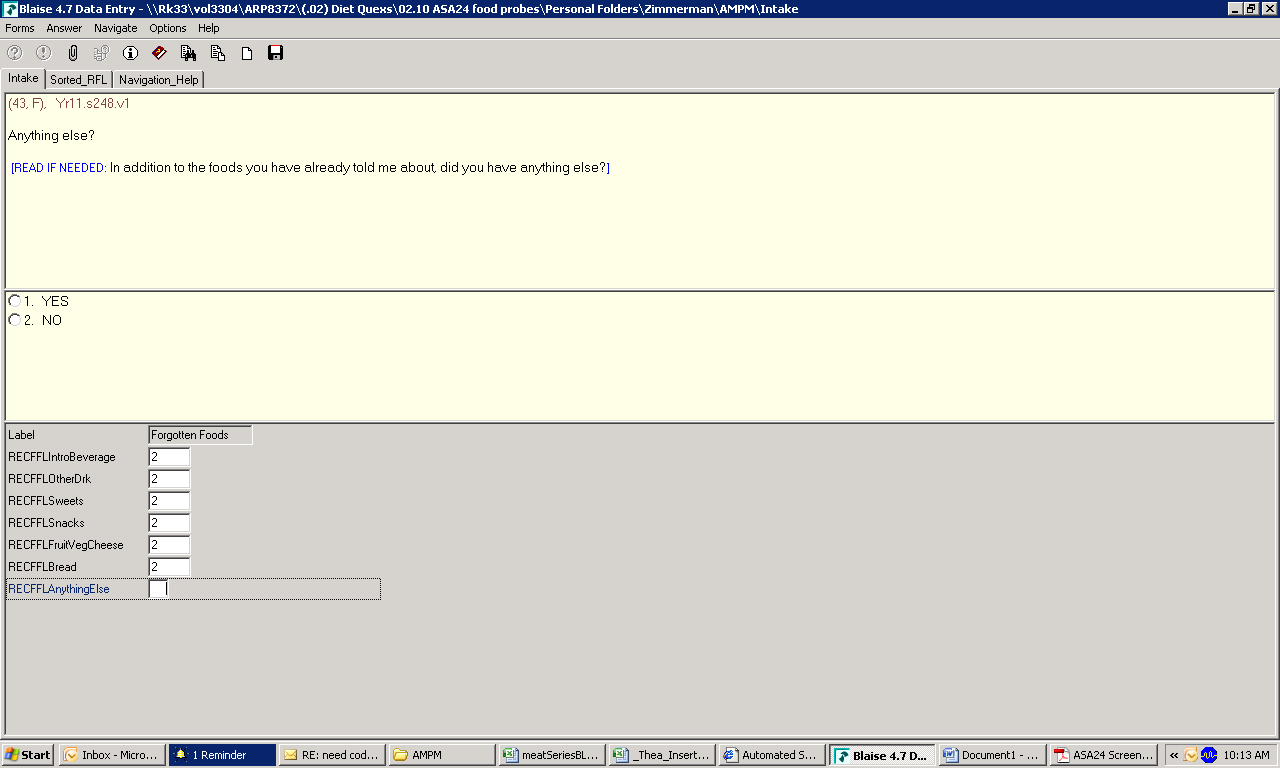 Blaise 4.7 Data Entry - \\Rk33\vol3304\ARP8372\(.02) Diet Quexs\02.10 ASA24 food probes\Personal Folders\Zimmerman\AMPM\Intake
Forms Answer Navigate Options Help
Intake Sorted_RFL Navigation_Help
(43, F), Yr11.s248.v1
Anything else?
[READ IF NEEDED: In addition to the foods you have already told me about, did you have anything else?]
1. YES
2. NO
Label Forgotten Foods
RECFFLIntroBeverage 2
RECFFLOtherDrk 2
RECFFLSweets 2
RECFFLSnacks 2
RECFFLFruitVegCheese 2
RECFFLBread 2
RECFFLAnythingElse
Start Inbox - Micro... 1 Reminder RE: need cod... AMPM meatSeriesBL... _Thea_Insert... Automated S... Blaise 4.7 D... Document1 - ... ASA24 Screen... « 10:13 AM